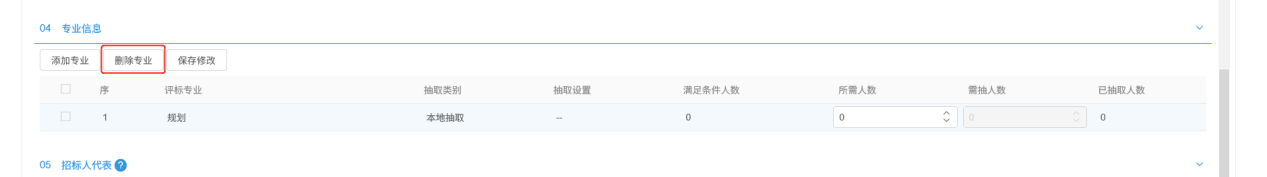 04 专业信息
添加专业 删除专业 保存修改
序 评标专业 抽取类别 抽取设置 满足条件人数 所需人数 需抽人数 已抽取人数
1 规划 本地抽取 -- 0 0 0 0
05 招标人代表 ?